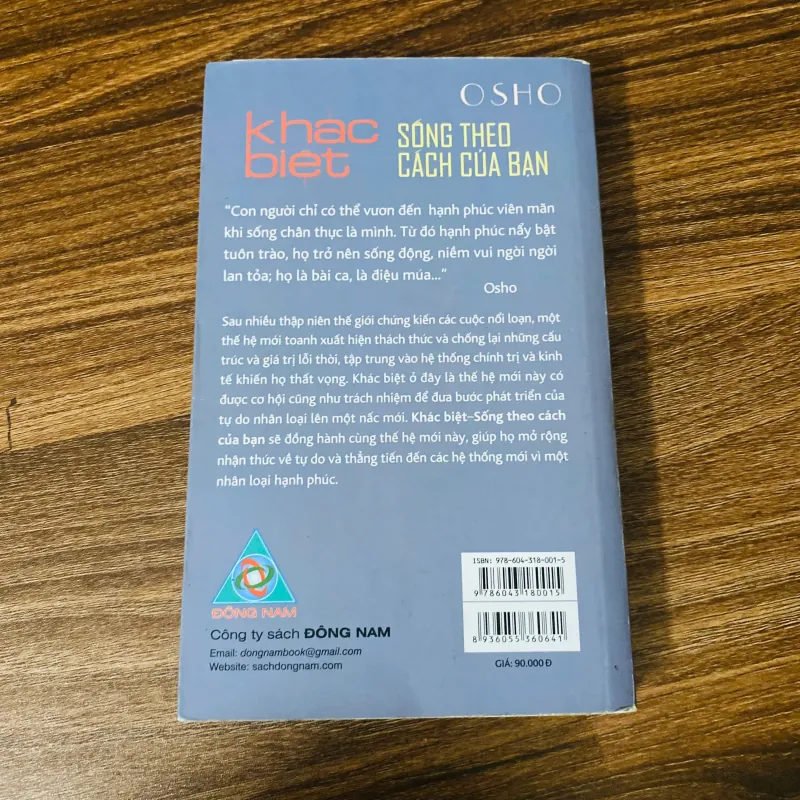 OSHO
khác biệt
SỐNG THEO
CÁCH CỦA BẠN
"Con người chỉ có thể vươn đến hạnh phúc viên mãn
khi sống chân thực là mình. Từ đó hạnh phúc nẩy bật
tuôn trào, họ trở nên sống động, niềm vui ngời ngời
lan tỏa; họ là bài ca, là điệu múa..."
Osho
Sau nhiều thập niên thế giới chứng kiến các cuộc nổi loạn, một
thế hệ mới toanh xuất hiện thách thức và chống lại những cấu
trúc và giá trị lỗi thời, tập trung vào hệ thống chính trị và kinh
tế khiến họ thất vọng. Khác biệt ở đây là thế hệ mới này có
được cơ hội cũng như trách nhiệm để đưa bước phát triển của
tự do nhân loại lên một nấc mới. Khác biệt–Sống theo cách
của bạn sẽ đồng hành cùng thế hệ mới này, giúp họ mở rộng
nhận thức về tự do và thẳng tiến đến các hệ thống mới vì một
nhân loại hạnh phúc.
ĐÔNG NAM
Công ty sách ĐÔNG NAM
Email: dongnambook@gmail.com
Website: sachdongnam.com
ISBN: 978-604-318-001-5
9 786043 180015
8 936055 360641
GIÁ: 90.000 Đ